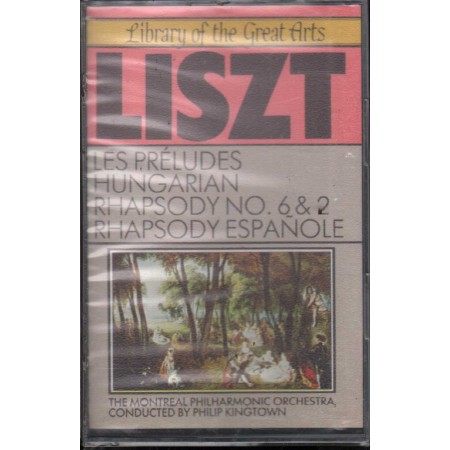 Library of the Great Arts
LISZT
LES PRÉLUDES
HUNGARIAN
RHAPSODY NO. 6 & 2
RHAPSODY ESPAÑOLE
THE MONTREAL PHILHARMONIC ORCHESTRA,
CONDUCTED BY PHILIP KINGTOWN